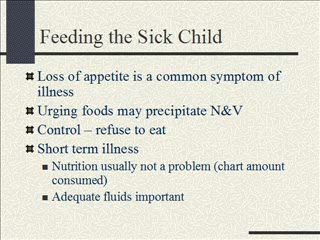 Feeding the Sick Child
Loss of appetite is a common symptom of
illness
Urging foods may precipitate N&V
Control – refuse to eat
Short term illness
Nutrition usually not a problem (chart amount
consumed)
Adequate fluids important